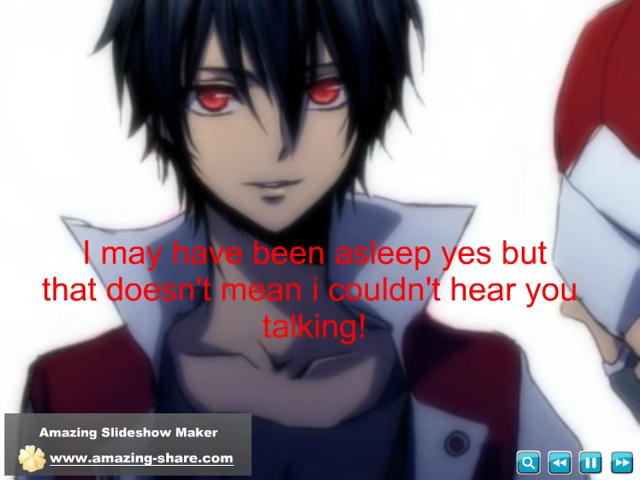 I may have been asleep yes but
that doesn't mean i couldn't hear you
talking!
Amazing Slideshow Maker
www.amazing-share.com